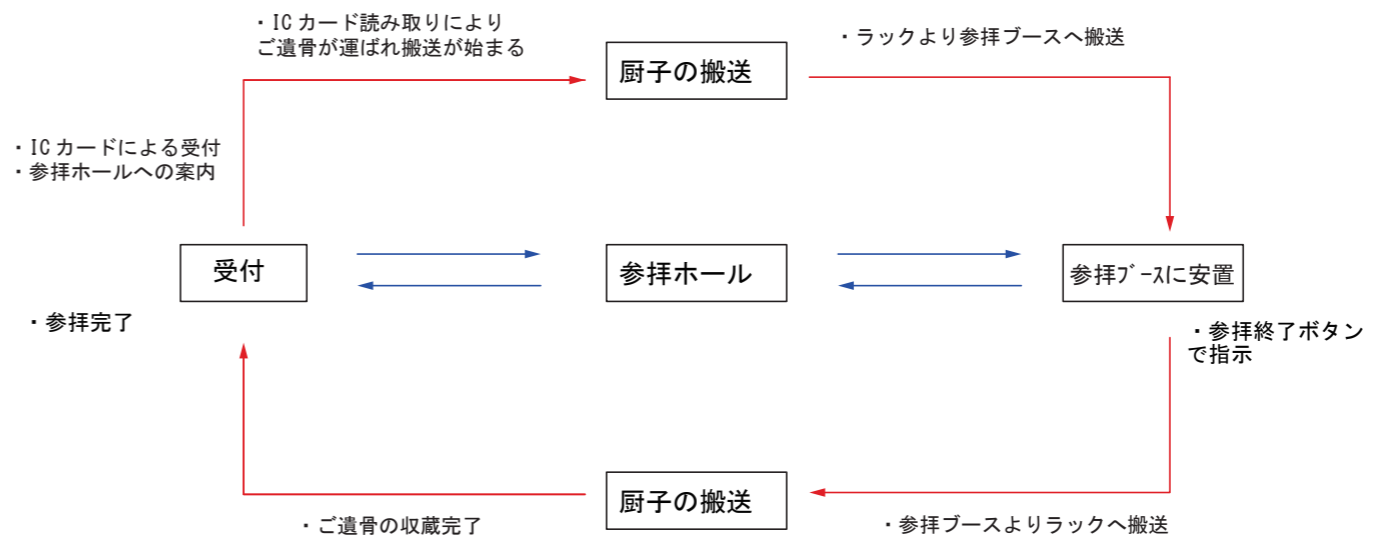 ・ICカード読み取りにより
ご遺骨が運ばれ搬送が始まる
厨子の搬送
・ラックより参拝ブースへ搬送
・ICカードによる受付
・参拝ホールへの案内
受付
参拝ホール
参拝ﾌﾞｰｽに安置
・参拝完了
・参拝終了ボタン
で指示
厨子の搬送
・ご遺骨の収蔵完了
・参拝ブースよりラックへ搬送